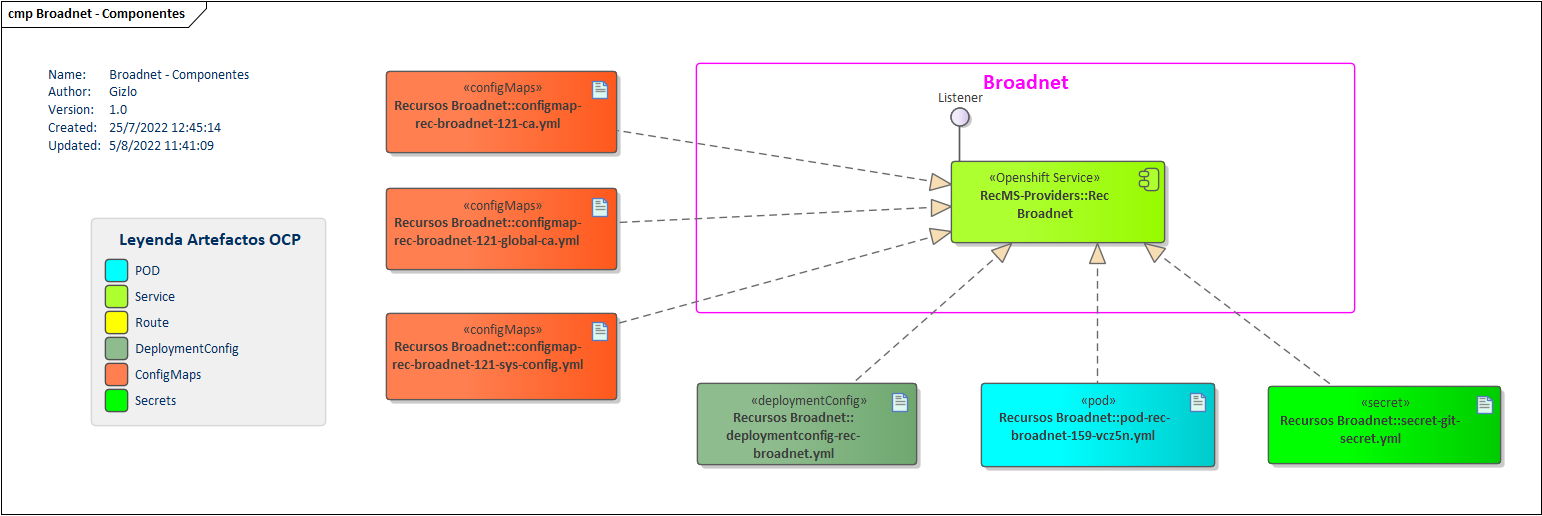 cmp Broadnet - Componentes
Name: Broadnet - Componentes
Author: Gizlo
Version: 1.0
Created: 25/7/2022 12:45:14
Updated: 5/8/2022 11:41:09
Leyenda Artefactos OCP
POD
Service
Route
DeploymentConfig
ConfigMaps
Secrets
«configMaps»
Recursos Broadnet::configmap-
rec-broadnet-121-ca.yml
«configMaps»
Recursos Broadnet::configmap-
rec-broadnet-121-global-ca.yml
«configMaps»
Recursos Broadnet::configmap-
rec-broadnet-121-sys-config.yml
Broadnet
Listener
«Openshift Service»
RecMS-Providers::Rec
Broadnet
«deploymentConfig»
Recursos Broadnet::
deploymentconfig-rec-
broadnet.yml
«pod»
Recursos Broadnet::pod-rec-
broadnet-159-vcz5n.yml
«secret»
Recursos Broadnet::secret-git-
secret.yml